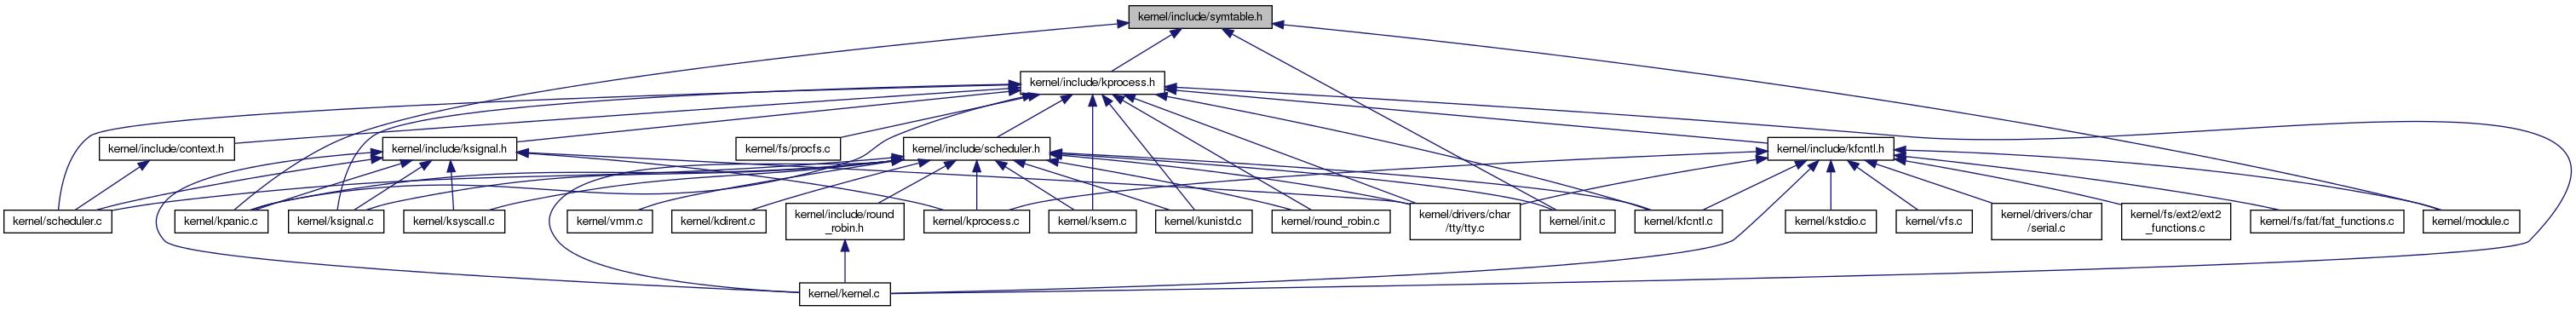 kernel/include/symtable.h
kernel/include/kprocess.h
kernel/include/context.h
kernel/include/ksignal.h
kernel/fs/procfs.c
kernel/include/scheduler.h
kernel/include/kfcntl.h
kernel/scheduler.c
kernel/kpanic.c
kernel/ksignal.c
kernel/ksyscall.c
kernel/vmm.c
kernel/kdirent.c
kernel/include/round
_robin.h
kernel/kprocess.c
kernel/ksem.c
kernel/kunistd.c
kernel/round_robin.c
kernel/drivers/char
/tty/tty.c
kernel/init.c
kernel/kfcntl.c
kernel/kstdio.c
kernel/vfs.c
kernel/drivers/char
/serial.c
kernel/fs/ext2/ext2
_functions.c
kernel/fs/fat/fat_functions.c
kernel/module.c
kernel/kernel.c